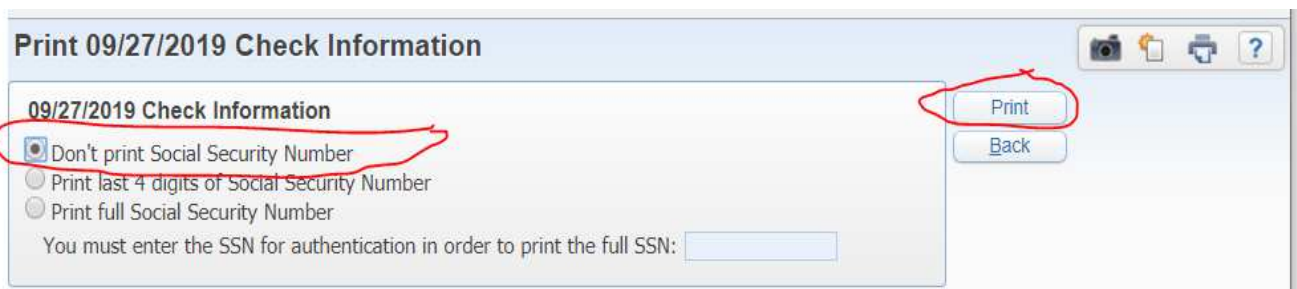 Print 09/27/2019 Check Information
?
09/27/2019 Check Information
Print
Don't print Social Security Number
Back
Print last 4 digits of Social Security Number
Print full Social Security Number
You must enter the SSN for authentication in order to print the full SSN: